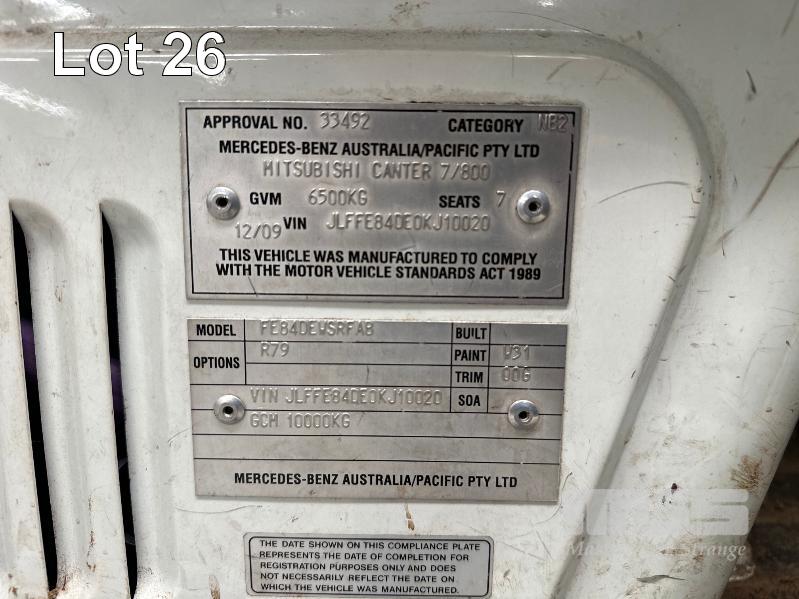 Lot 26
APPROVAL NO. 33492 CATEGORY NB2
MERCEDES-BENZ AUSTRALIA/PACIFIC PTY LTD
MITSUBISHI CANTER 7/800
GVM 6500KG SEATS 7
12/09 VIN JLFFE84DE0KJ10020
THIS VEHICLE WAS MANUFACTURED TO COMPLY
WITH THE MOTOR VEHICLE STANDARDS ACT 1989
MODEL FE84DEWSRFAB BUILT
OPTIONS R79 PAINT W31
TRIM 00G
VIN JLFFE84DE0KJ10020 SOA
GCM 10000KG
MERCEDES-BENZ AUSTRALIA/PACIFIC PTY LTD
THE DATE SHOWN ON THIS COMPLIANCE PLATE
REPRESENTS THE DATE OF COMPLETION FOR
REGISTRATION PURPOSES ONLY AND DOES
NOT NECESSARILY REFLECT THE DATE ON
WHICH THE VEHICLE WAS MANUFACTURED.